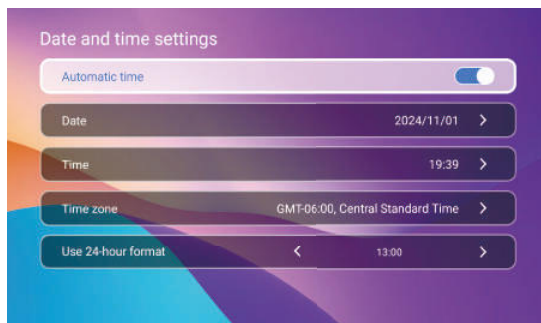 Date and time settings
Automatic time
Date 2024/11/01
Time 19:39
Time zone GMT-06:00, Central Standard Time
Use 24-hour format 13:00